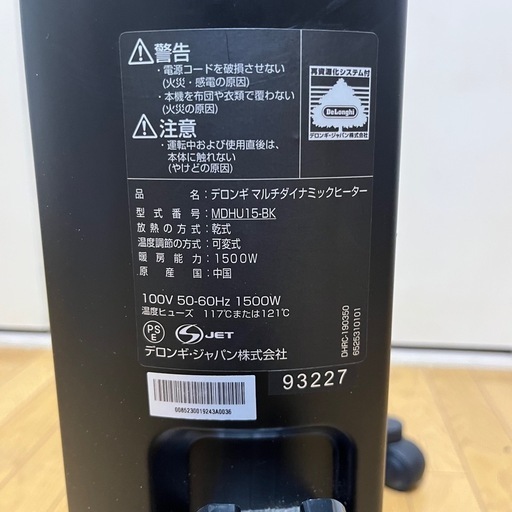 警告
・電源コードを破損させない
(火災・感電の原因)
・本機を布団や衣類で覆わない
(火災の原因)
注意
・運転中および使用直後は、
本体に触れない
(やけどの原因)
再資源化システム付
DeLonghi
デロンギ・ジャパン株式会社
品名：デロンギ マルチダイナミックヒーター
型式番号：MDHU15-BK
放熱の方式：乾式
温度調節の方式：可変式
暖房能力：1500W
原産国：中国
100V 50-60Hz 1500W
温度ヒューズ 117℃または121℃
PS
E
JET
デロンギ・ジャパン株式会社
DHRC-190350
6525310101
93227
0085230019243A0036